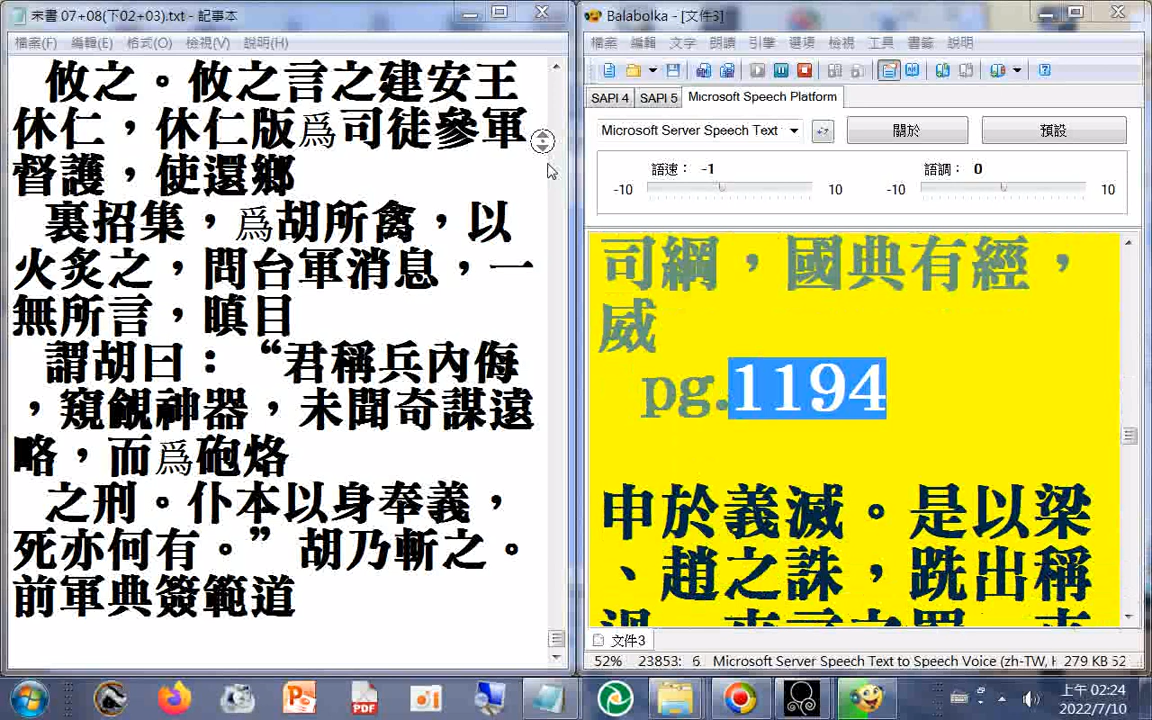 宋書 07+08(下02+03).txt - 記事本
檔案(F) 編輯(E) 格式(O) 檢視(V) 說明(H)
攸之。攸之言之建安王
休仁，休仁版爲司徒參軍
督護，使還鄉
裏招集，爲胡所禽，以
火炙之，問台軍消息，一
無所言，瞋目
謂胡曰：“君稱兵內侮
，窺覦神器，未聞奇謀遠
略，而爲砲烙
之刑。仆本以身奉義，
死亦何有。”胡乃斬之。
前軍典簽範道
Balabolka - [文件3]
檔案 編輯 文字 朗讀 引擎 選項 檢視 工具 書籤 說明
SAPI 4 SAPI 5 Microsoft Speech Platform
Microsoft Server Speech Text 關於 預設
語速： -1 語調： 0
-10 10 -10 10
司綱，國典有經，
威
pg.1194
申於義滅。是以梁
、趙之誅，跣出稱
文件3
52% 23853: 6 Microsoft Server Speech Text to Speech Voice (zh-TW, H 279 KB 52
上午 02:24
2022/7/10